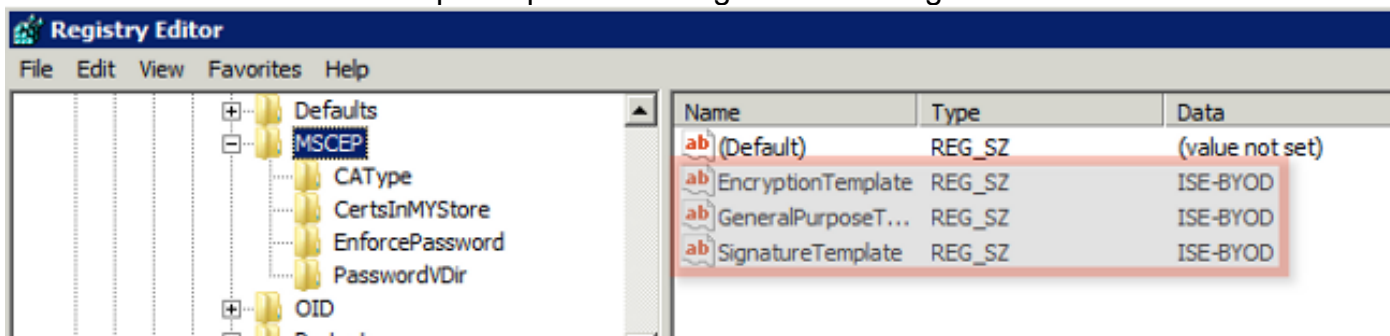 Registry Editor
File Edit View Favorites Help
Defaults
MSCEP
CAType
CertsInMYStore
EnforcePassword
PasswordVDir
OID
Name Type Data
(Default) REG_SZ (value not set)
EncryptionTemplate REG_SZ ISE-BYOD
GeneralPurposeT... REG_SZ ISE-BYOD
SignatureTemplate REG_SZ ISE-BYOD